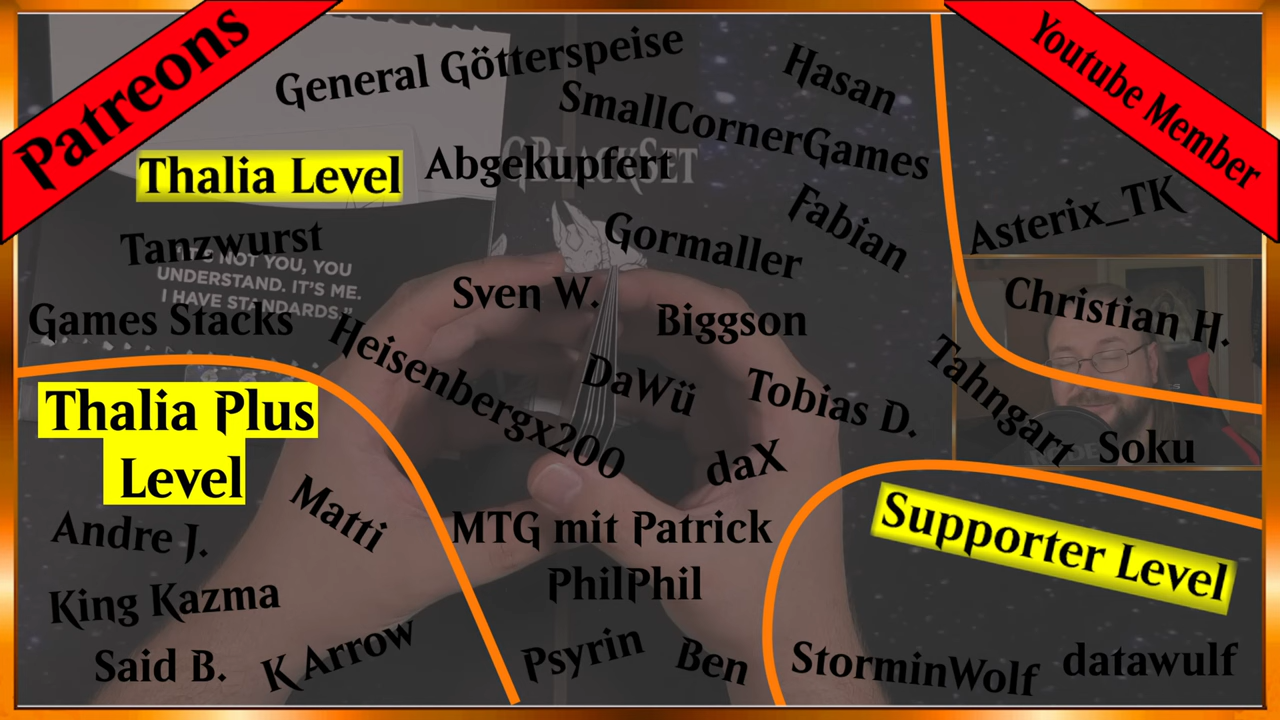 Patreons
Youtube Member
General Götterspeise
Hasan
SmallCornerGames
Thalia Level
Abgekupfert
BLACKSET
Fabian
Asterix_TK
Tanzwurst
Gormaller
NOT YOU, YOU
UNDERSTAND. IT'S ME.
I HAVE STANDARDS."
Sven W.
Biggson
Christian H.
Games Stacks
Heisenbergx200
DaWü
Tobias D.
Tahngart
Soku
daX
Thalia Plus
Level
Matti
Andre J.
MTG mit Patrick
Supporter Level
King Kazma
PhilPhil
Said B.
K Arrow
Psyrin
Ben
StorminWolf
datawulf